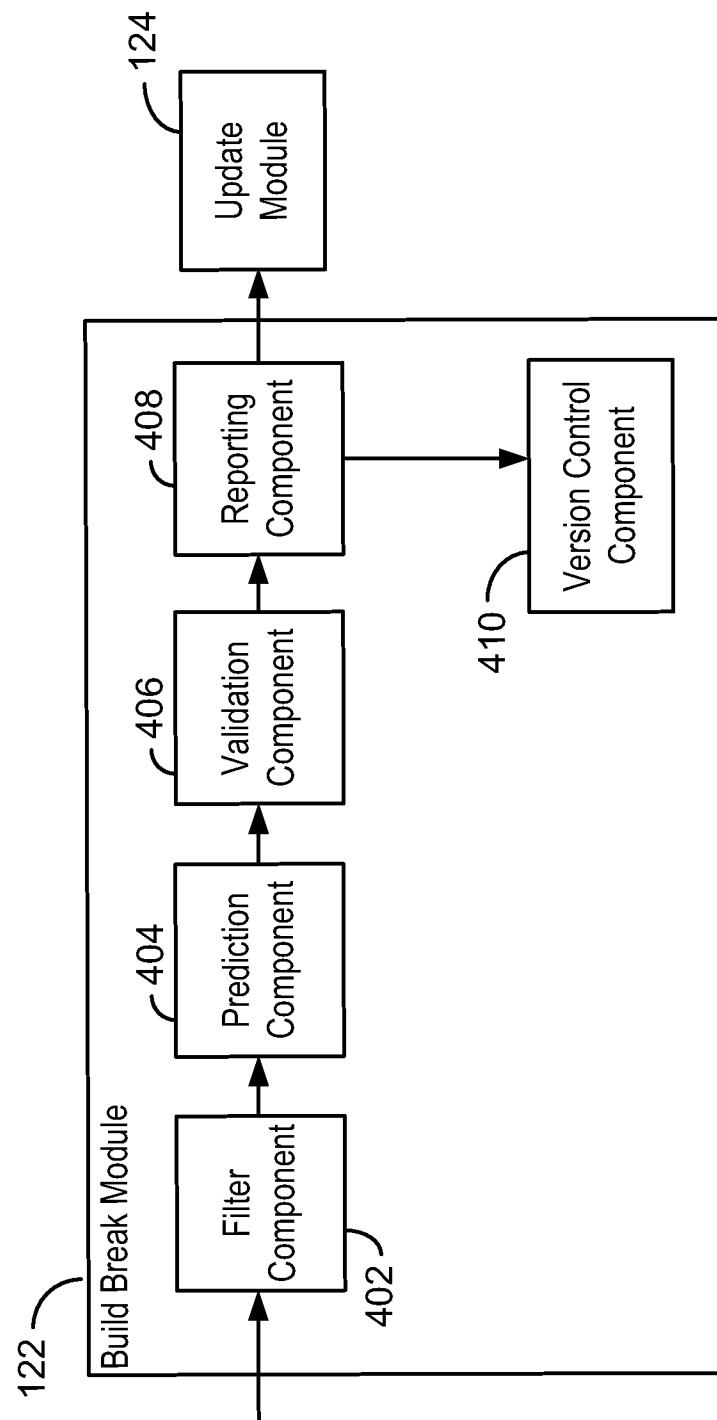 122
Build Break Module
Filter
Component
402
404
Prediction
Component
406
Validation
Component
408
Reporting
Component
124
Update
Module
410
Version Control
Component